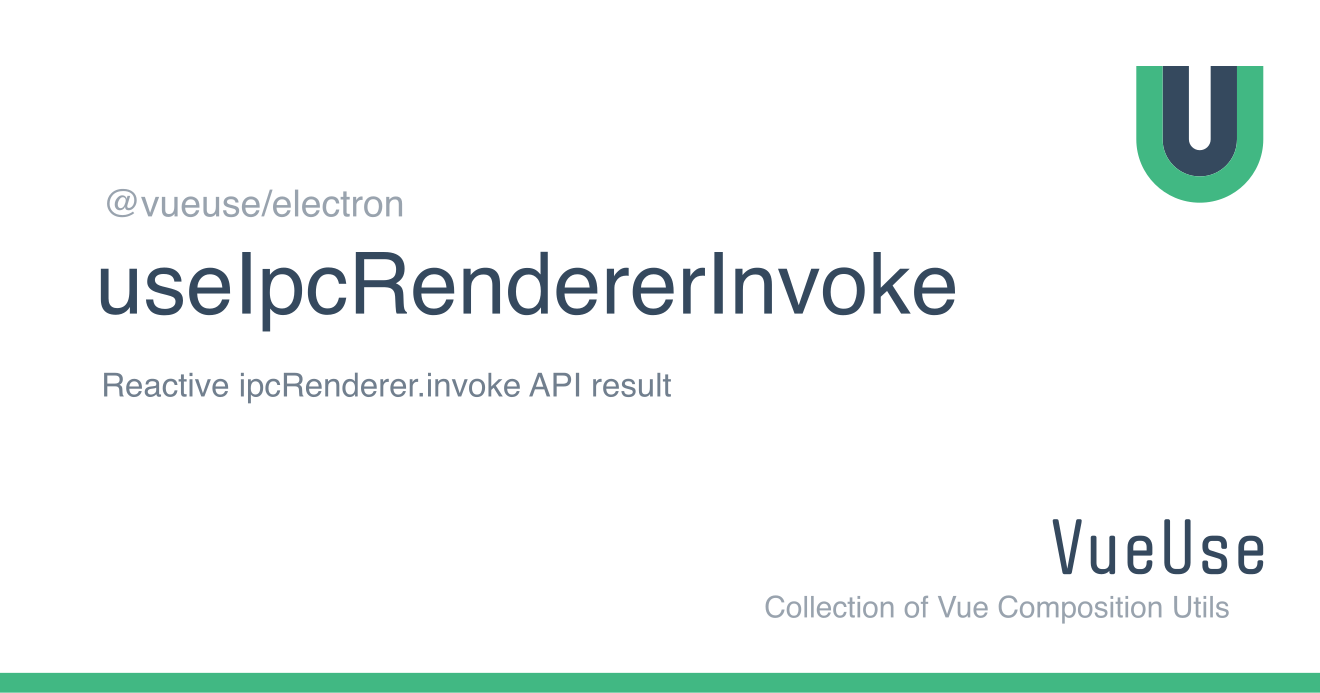 @vueuse/electron
useIpcRendererInvoke
Reactive ipcRenderer.invoke API result
VueUse
Collection of Vue Composition Utils